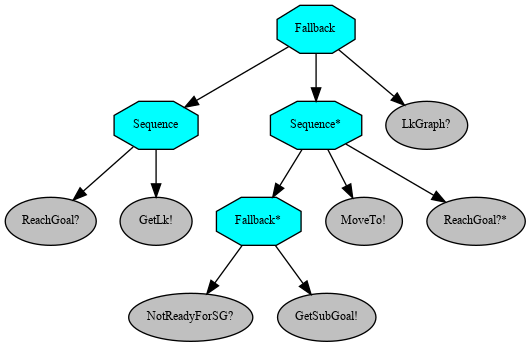 Fallback
Sequence
Sequence*
LkGraph?
ReachGoal?
GetLk!
Fallback*
MoveTo!
ReachGoal?*
NotReadyForSG?
GetSubGoal!